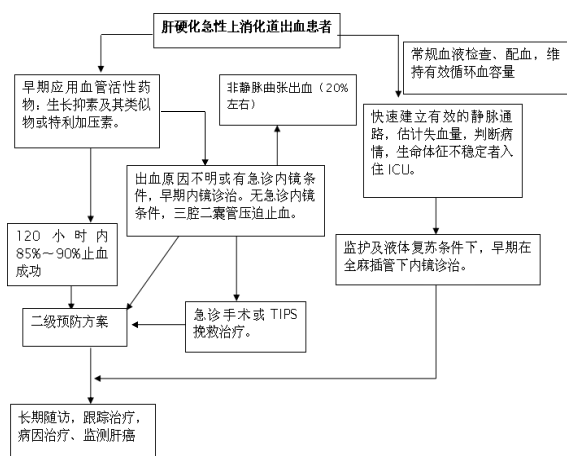 肝硬化急性上消化道出血患者
常规血液检查、配血，维
持有效循环血容量
早期应用血管活性药
物：生长抑素及其类似
物或特利加压素。
非静脉曲张出血（20%
左右）
快速建立有效的静脉通
路，估计失血量，判断病
情，生命体征不稳定者入
住ICU。
出血原因不明或有急诊内镜条
件，早期内镜诊治。无急诊内镜
条件，三腔二囊管压迫止血。
120小时内
85%～90%止血
成功
监护及液体复苏条件下，早期在
全麻插管下内镜诊治。
二级预防方案
急诊手术或TIPS
挽救治疗。
长期随访，跟踪治疗，
病因治疗、监测肝癌